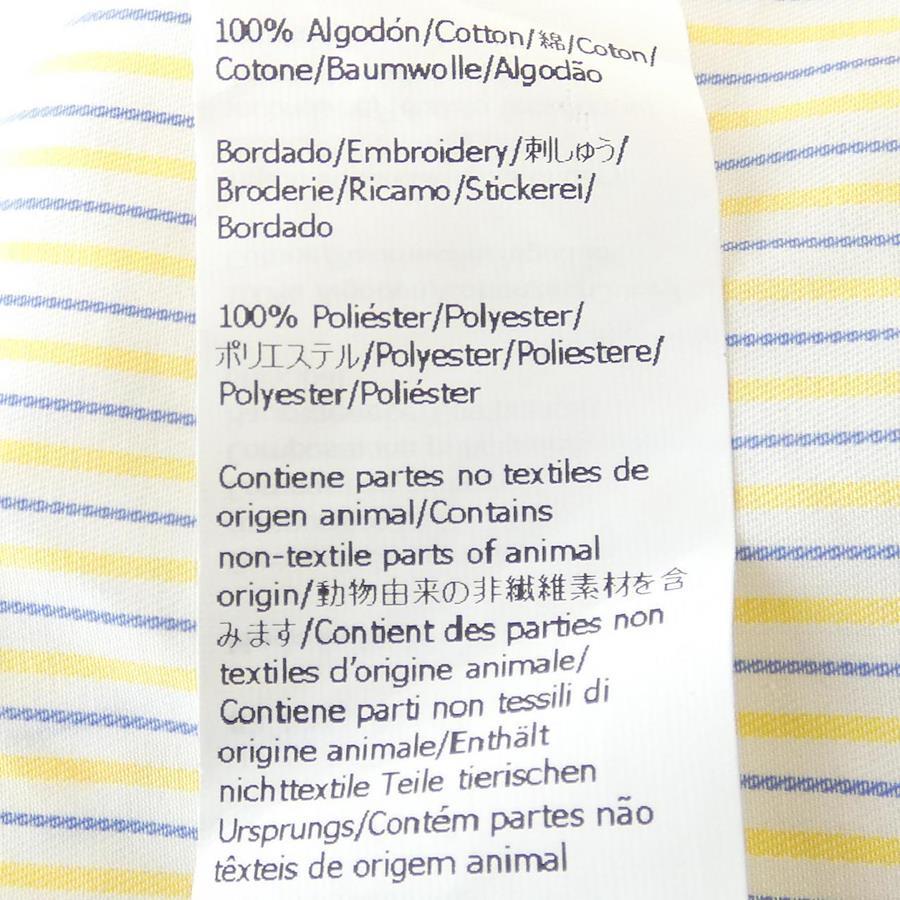 100% Algodón/Cotton/綿/Coton/
Cotone/Baumwolle/Algodão
Bordado/Embroidery/刺しゅう/
Broderie/Ricamo/Stickerei/
Bordado
100% Poliéster/Polyester/
ポリエステル/Polyester/Poliestere/
Polyester/Poliéster
Contiene partes no textiles de
origen animal/Contains
non-textile parts of animal
origin/動物由来の非繊維素材を含
みます/Contient des parties non
textiles d'origine animale/
Contiene parti non tessili di
origine animale/Enthält
nichttextile Teile tierischen
Ursprungs/Contém partes não
têxteis de origem animal